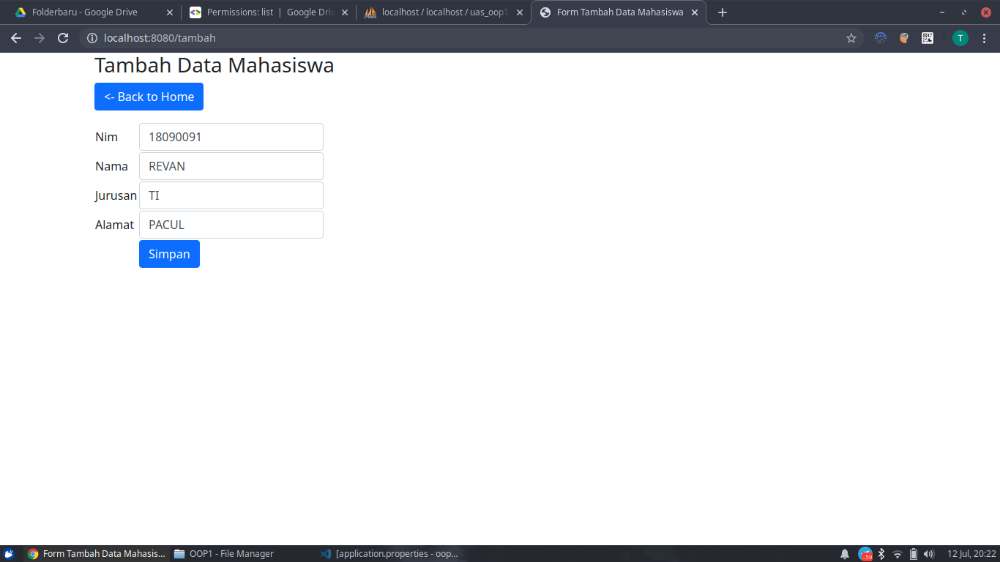 Folderbaru - Google Drive
Permissions: list | Google Driv
localhost / localhost / uas_oop1
Form Tambah Data Mahasiswa
localhost:8080/tambah
T
Tambah Data Mahasiswa
<- Back to Home
Nim 18090091
Nama REVAN
Jurusan TI
Alamat PACUL
Simpan
Form Tambah Data Mahasis...
OOP1 - File Manager
[application.properties - oop...
12 Jul, 20:22